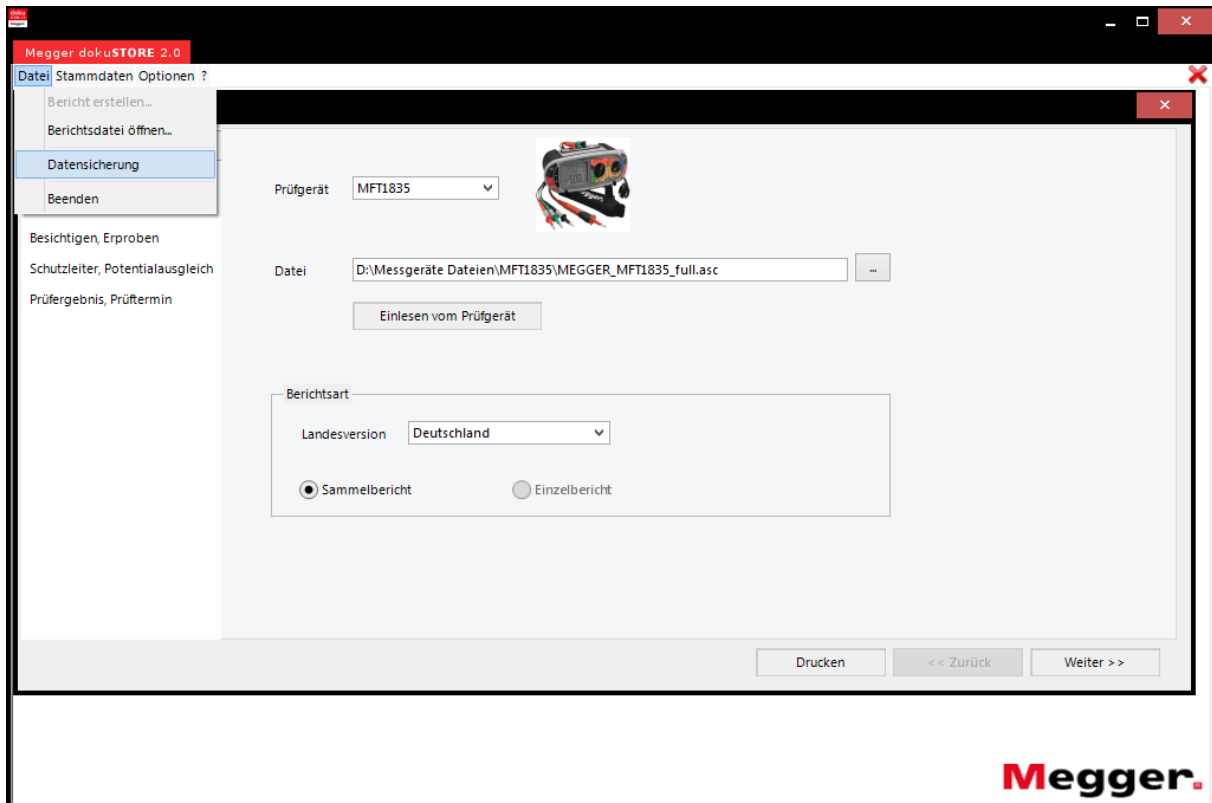 Megger dokuSTORE 2.0
Datei Stammdaten Optionen ?
Bericht erstellen...
Berichtsdatei öffnen...
Datensicherung
Beenden
Besichtigen, Erproben
Schutzleiter, Potentialausgleich
Prüfergebnis, Prüftermin
Prüfgerät MFT1835
Datei D:\Messgeräte Dateien\MFT1835\MEGGER_MFT1835_full.asc ...
Einlesen vom Prüfgerät
Berichtsart
Landesversion Deutschland
Sammelbericht Einzelbericht
Drucken << Zurück Weiter >>
Megger.